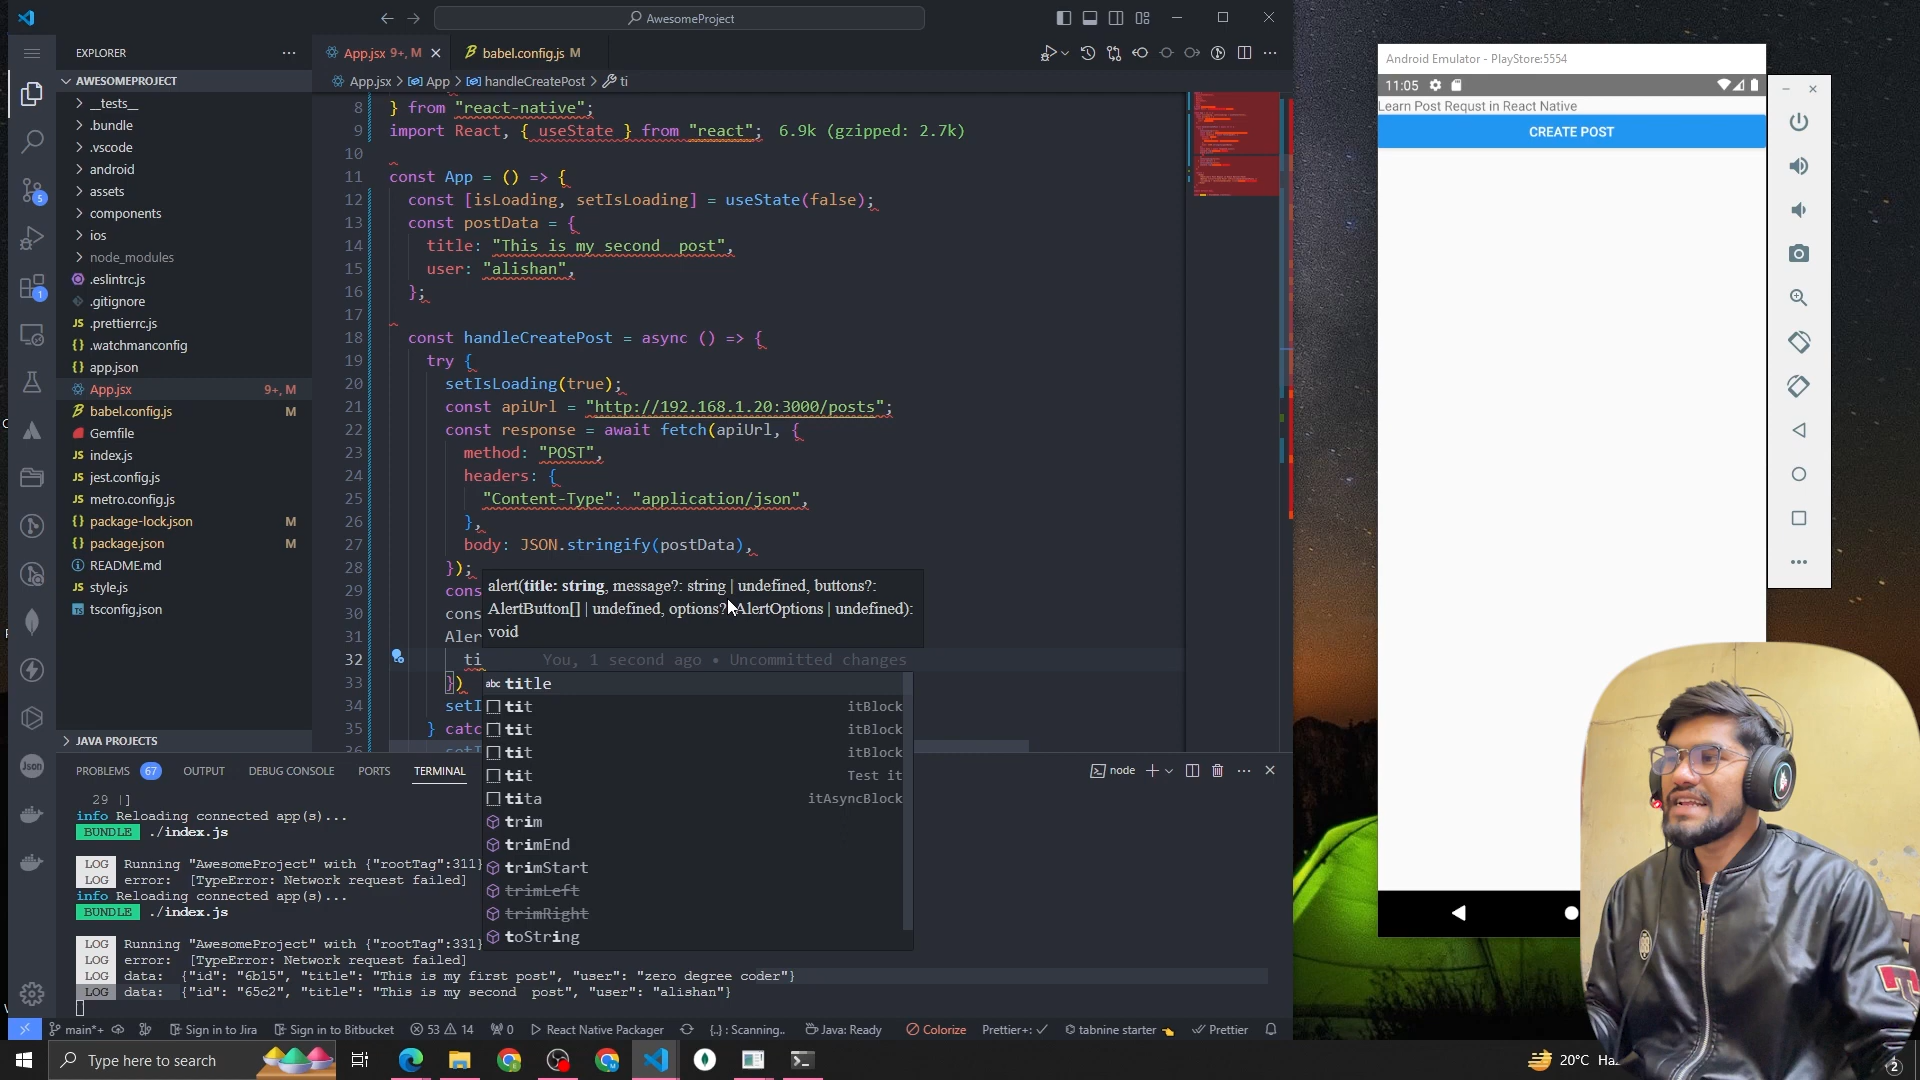 AwesomeProject
EXPLORER
App.jsx 9+, M
babel.config.js M
AWESOMEPROJECT
App.jsx > App > handleCreatePost > ti
__tests__
.bundle
.vscode
android
assets
components
ios
node_modules
.eslintrc.js
.gitignore
.prettierrc.js
.watchmanconfig
app.json
App.jsx 9+, M
babel.config.js M
Gemfile
index.js
jest.config.js
metro.config.js
package-lock.json M
package.json M
README.md
style.js
tsconfig.json
JAVA PROJECTS
8 } from "react-native";
9 import React, { useState } from "react"; 6.9k (gzipped: 2.7k)
10
11 const App = () => {
12 const [isLoading, setIsLoading] = useState(false);
13 const postData = {
14 title: "This is my second  post",
15 user: "alishan",
16 };
17
18 const handleCreatePost = async () => {
19 try {
20 setIsLoading(true);
21 const apiUrl = "http://192.168.1.20:3000/posts";
22 const response = await fetch(apiUrl, {
23 method: "POST",
24 headers: {
25 "Content-Type": "application/json",
26 },
27 body: JSON.stringify(postData),
28 });
29 cons
30 cons
31 Aler
32 ti You, 1 second ago • Uncommitted changes
33 })
34 setI
35 } catc
36 setI
alert(title: string, message?: string | undefined, buttons?:
AlertButton[] | undefined, options?: AlertOptions | undefined):
void
abc title
tit itBlock
tit itBlock
tit itBlock
tit Test it
tita itAsyncBlock
trim
trimEnd
trimStart
trimLeft
trimRight
toString
PROBLEMS 67 OUTPUT DEBUG CONSOLE PORTS TERMINAL
node
29 |]
info Reloading connected app(s)...
BUNDLE ./index.js
LOG Running "AwesomeProject" with {"rootTag":311}
LOG error: [TypeError: Network request failed]
info Reloading connected app(s)...
BUNDLE ./index.js
LOG Running "AwesomeProject" with {"rootTag":331}
LOG error: [TypeError: Network request failed]
LOG data: {"id": "6b15", "title": "This is my first post", "user": "zero degree coder"}
LOG data: {"id": "65c2", "title": "This is my second  post", "user": "alishan"}
main*+ Sign in to Jira Sign in to Bitbucket 53 14 0 React Native Packager {..} : Scanning.. Java: Ready Colorize Prettier+: tabnine starter Prettier
Type here to search
20°C
2
5
1
Json
Android Emulator - PlayStore:5554
11:05
Learn Post Requst in React Native
CREATE POST